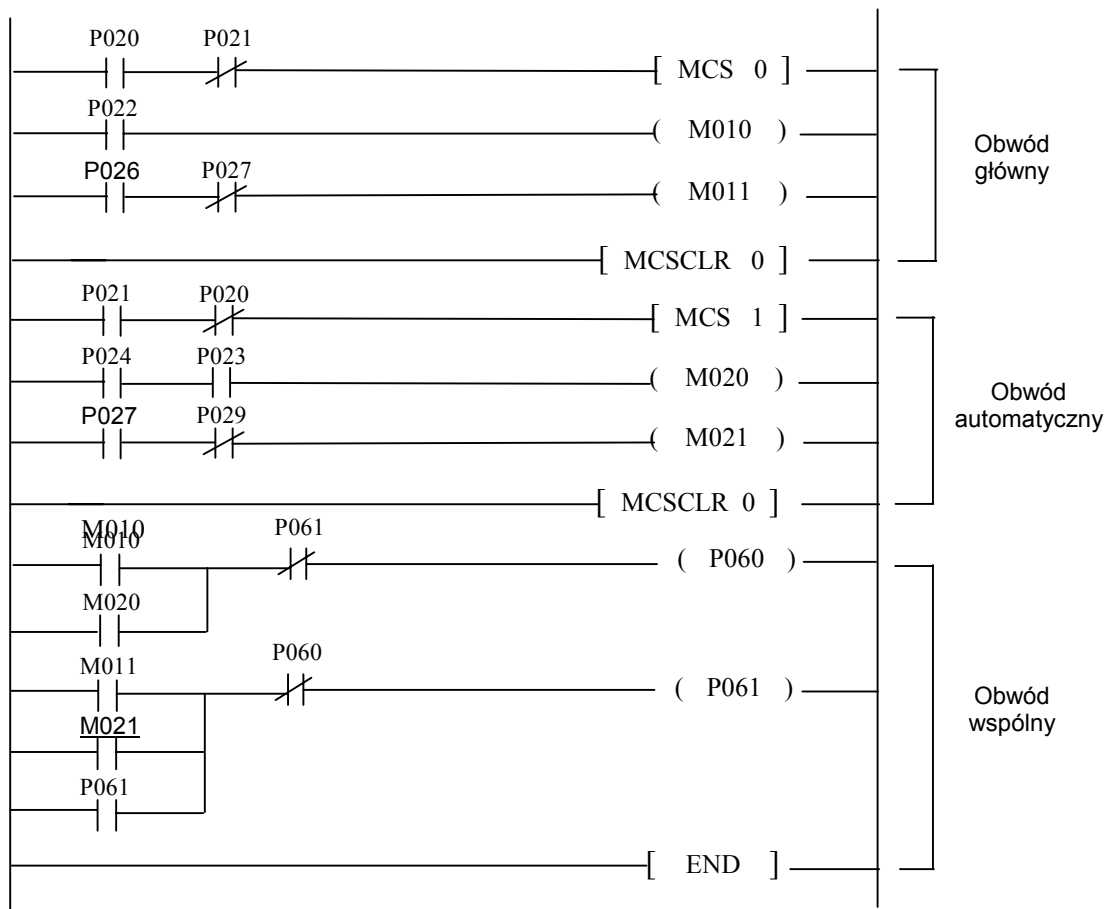 P020 P021
[ MCS 0 ]
P022
( M010 )
P026 P027
( M011 )
Obwód
główny
[ MCSCLR 0 ]
P021 P020
[ MCS 1 ]
P024 P023
( M020 )
P027 P029
( M021 )
Obwód
automatyczny
[ MCSCLR 0 ]
M010
M010 P061
( P060 )
M020
M011 P060
( P061 )
M021
P061
Obwód
wspólny
[ END ]